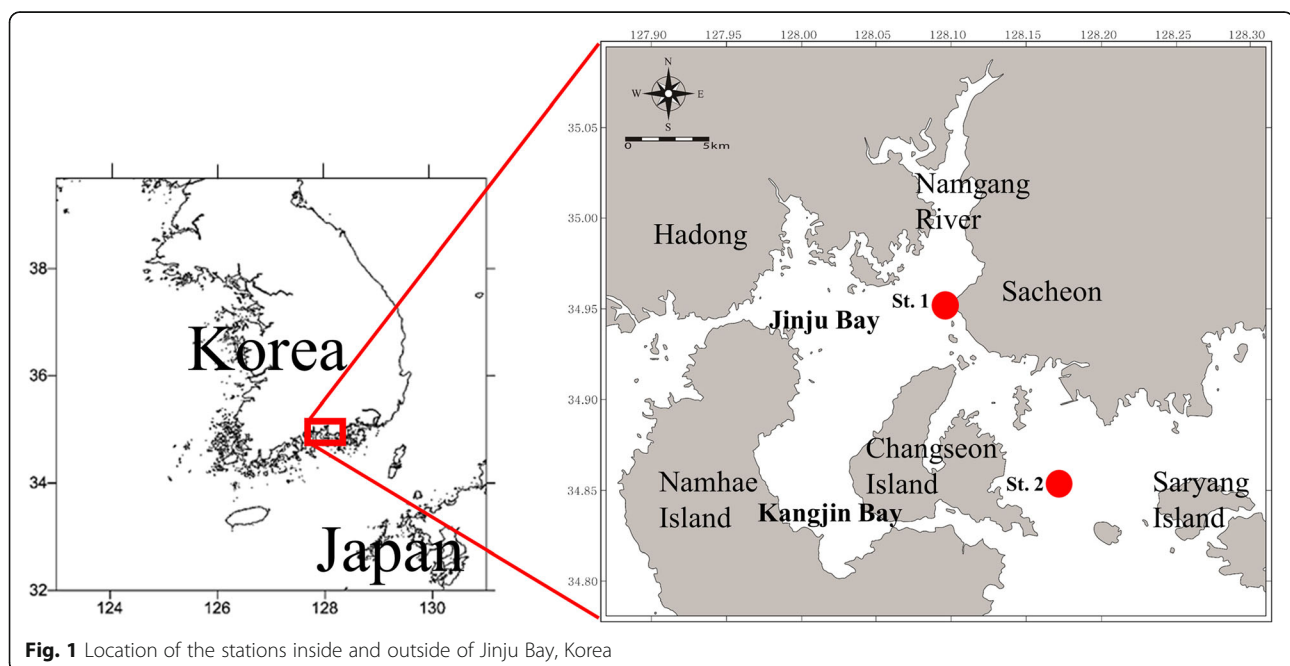 38
36
34
32
124
126
128
130
Korea
Japan
127.90
127.95
128.00
128.05
128.10
128.15
128.20
128.25
128.30
35.05
35.00
34.95
34.90
34.85
34.80
N
W
E
S
0
5km
Namgang
River
Hadong
St. 1
Sacheon
Jinju Bay
Changseon
Island
Namhae
Island
Kangjin Bay
St. 2
Saryang
Island
Fig. 1 Location of the stations inside and outside of Jinju Bay, Korea